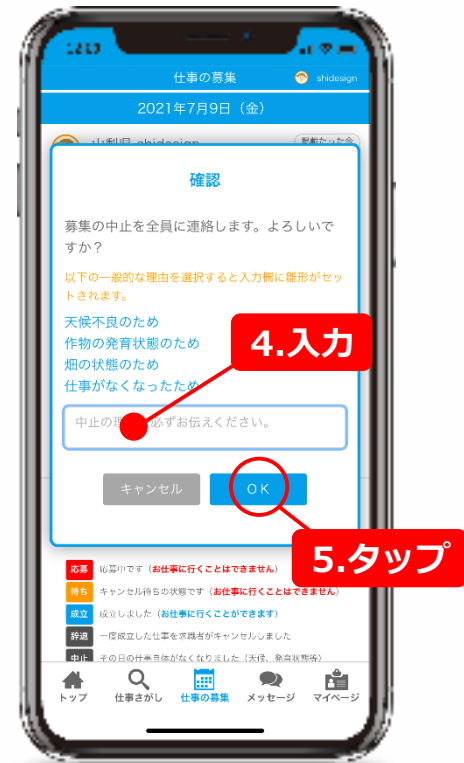 仕事の募集
shidesign
2021年7月9日（金）
shidesign
確認
募集の中止を全員に連絡します。よろしいで
すか？
以下の一般的な理由を選択すると入力欄に雛形がセッ
トされます。
天候不良のため
作物の発育状態のため
畑の状態のため
仕事がなくなったため
4.入力
中止の理 必ずお伝えください。
キャンセル
OK
5.タップ
応募 応募中です（お仕事に行くことはできません）
待ち キャンセル待ちの状態です（お仕事に行くことはできません）
成立 成立しました（お仕事に行くことができます）
辞退 一度成立した仕事を求職者がキャンセルしました
中止 その日の仕事自体がなくなりました（天候、発育状態等）
トップ
仕事さがし
仕事の募集
メッセージ
マイページ